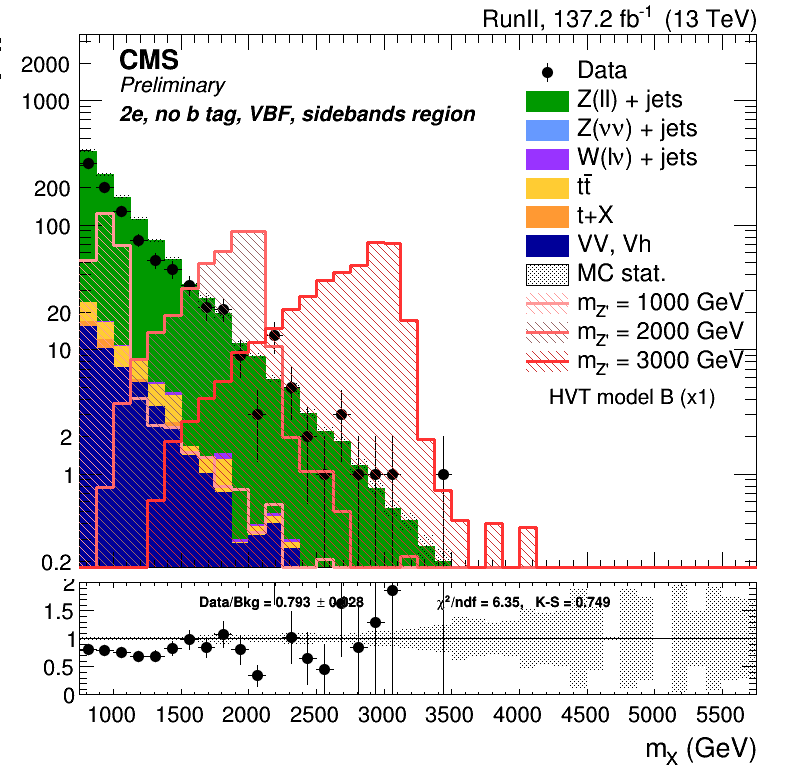 RunII, 137.2 fb⁻¹ (13 TeV)
CMS
Preliminary
2e, no b tag, VBF, sidebands region
Data
Z(ll) + jets
Z(νν) + jets
W(lν) + jets
tt̄
t+X
VV, Vh
MC stat.
m_Z' = 1000 GeV
m_Z' = 2000 GeV
m_Z' = 3000 GeV
HVT model B (x1)
2000
1000
200
100
20
10
2
1
0.2
2
1.5
1
0.5
0
Data/Bkg = 0.793 ± 0.028
χ²/ndf = 6.35, K-S = 0.749
1000 1500 2000 2500 3000 3500 4000 4500 5000 5500
m_X (GeV)